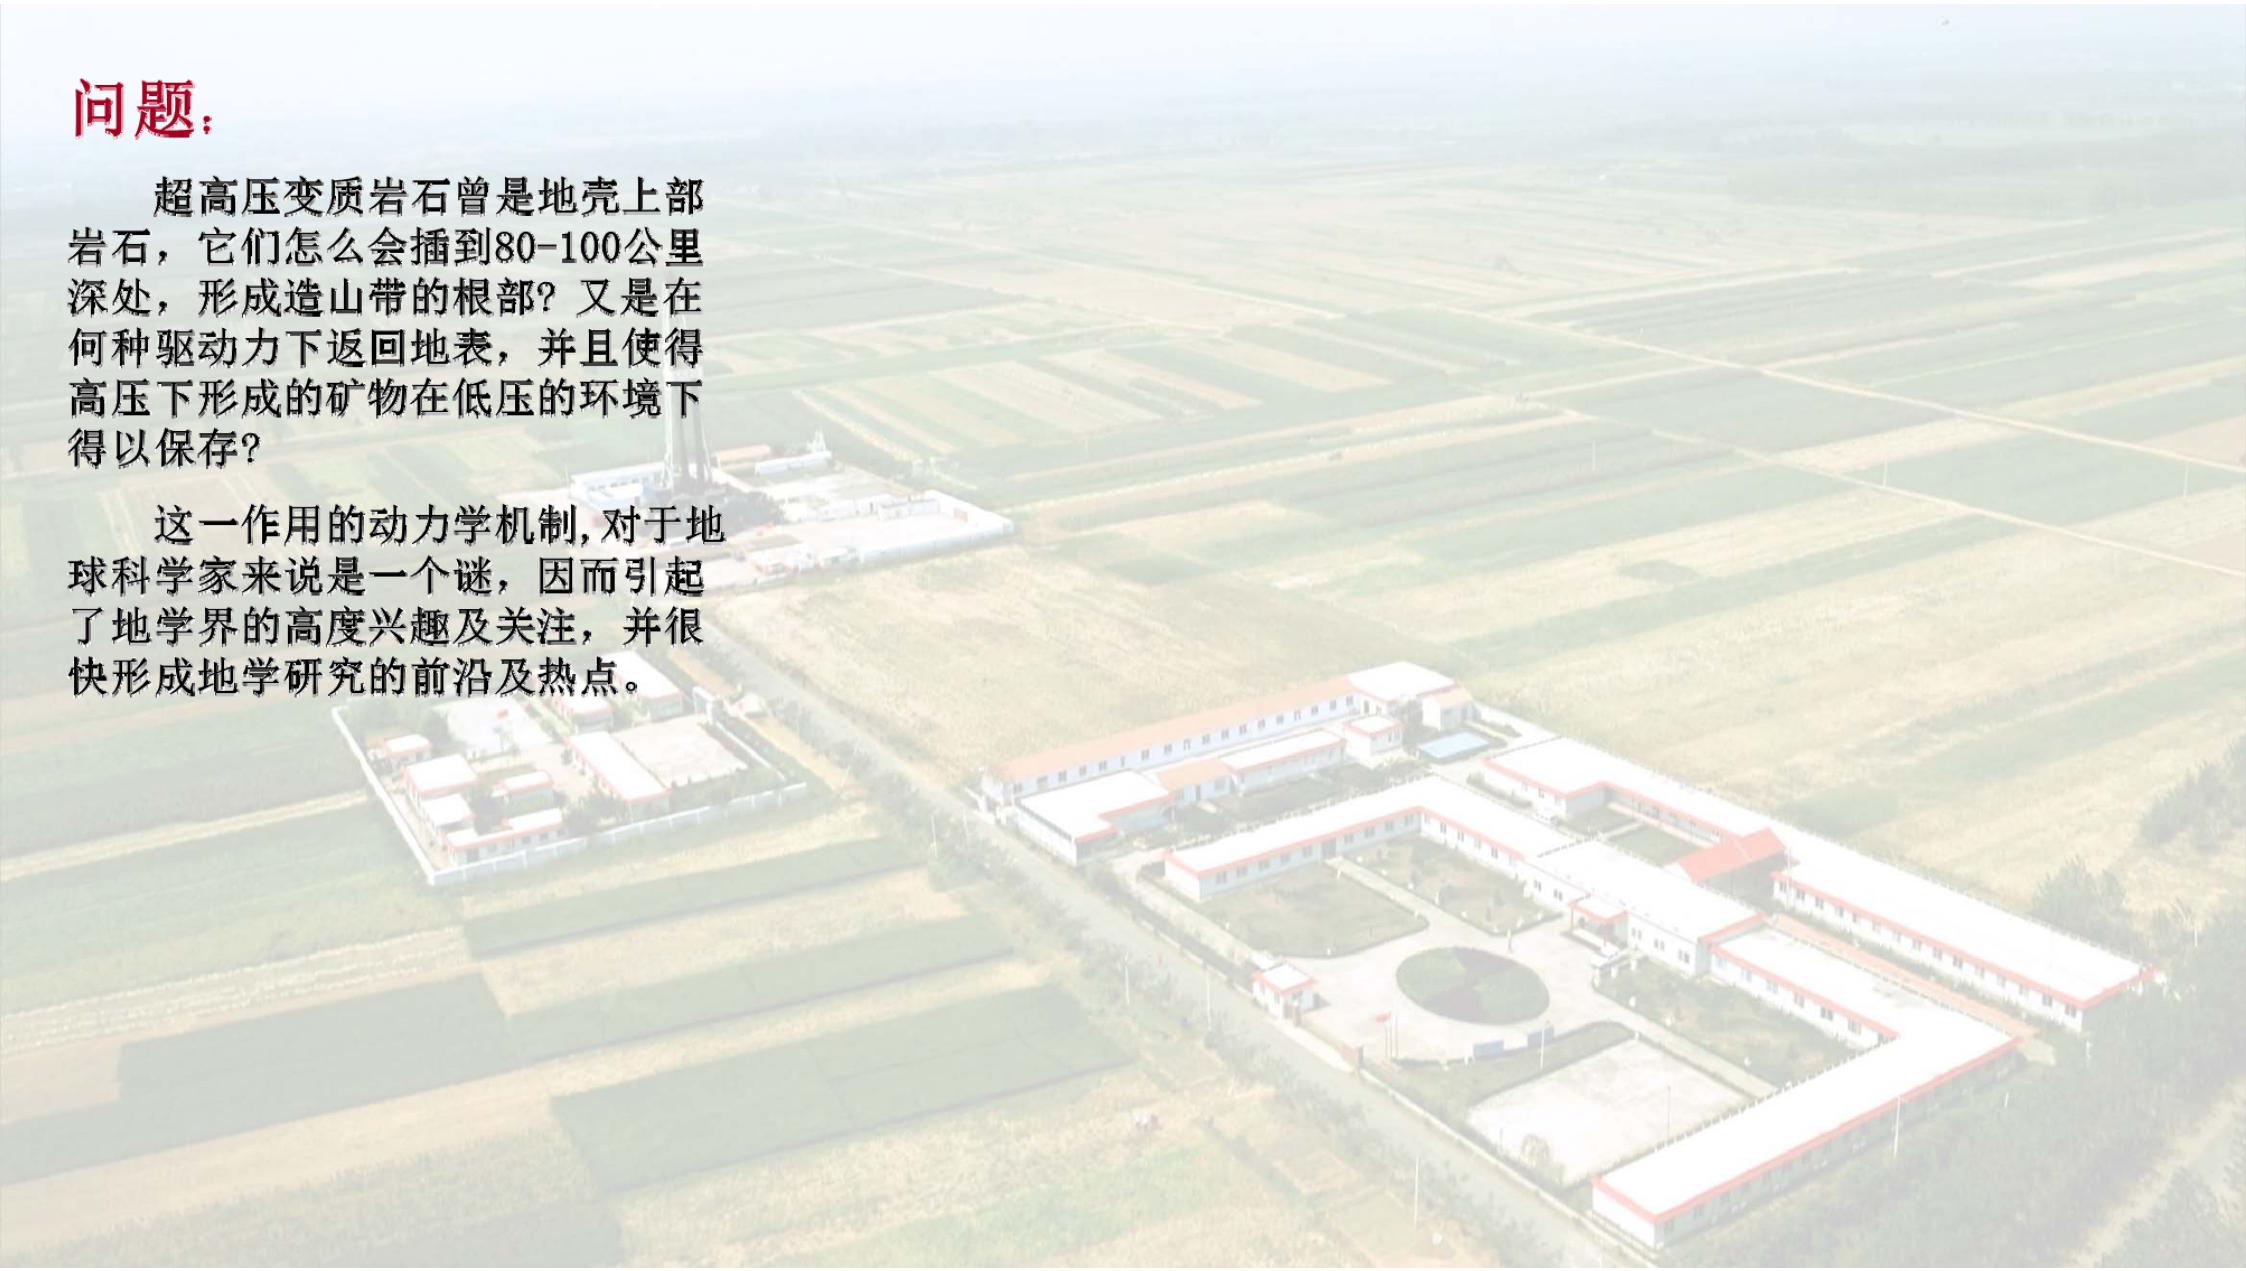 问题：
超高压变质岩石曾是地壳上部
岩石，它们怎么会插到80-100公里
深处，形成造山带的根部？又是在
何种驱动力下返回地表，并且使得
高压下形成的矿物在低压的环境下
得以保存？
这一作用的动力学机制,对于地
球科学家来说是一个谜，因而引起
了地学界的高度兴趣及关注，并很
快形成地学研究的前沿及热点。